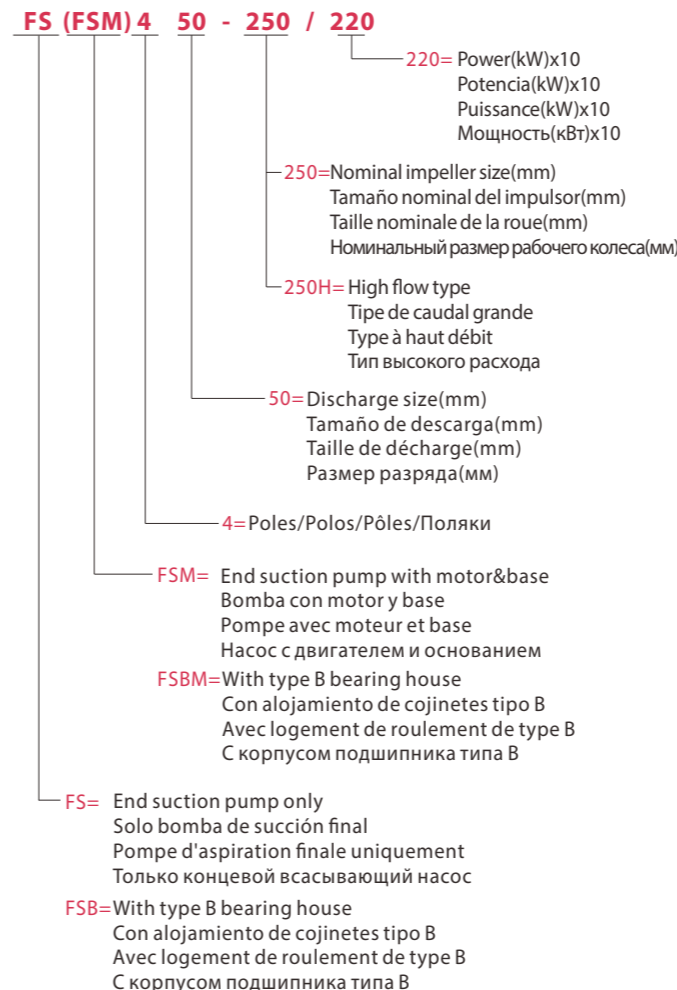 FS (FSM) 4 50 - 250 / 220
220= Power(kW)x10
Potencia(kW)x10
Puissance(kW)x10
Мощность(кВт)x10
250=Nominal impeller size(mm)
Tamaño nominal del impulsor(mm)
Taille nominale de la roue(mm)
Номинальный размер рабочего колеса(мм)
250H= High flow type
Tipe de caudal grande
Type à haut débit
Тип высокого расхода
50= Discharge size(mm)
Tamaño de descarga(mm)
Taille de décharge(mm)
Размер разряда(мм)
4= Poles/Polos/Pôles/Поляки
FSM= End suction pump with motor&base
Bomba con motor y base
Pompe avec moteur et base
Насос с двигателем и основанием
FSBM=With type B bearing house
Con alojamiento de cojinetes tipo B
Avec logement de roulement de type B
С корпусом подшипника типа B
FS= End suction pump only
Solo bomba de succión final
Pompe d'aspiration finale uniquement
Только концевой всасывающий насос
FSB=With type B bearing house
Con alojamiento de cojinetes tipo B
Avec logement de roulement de type B
С корпусом подшипника типа B